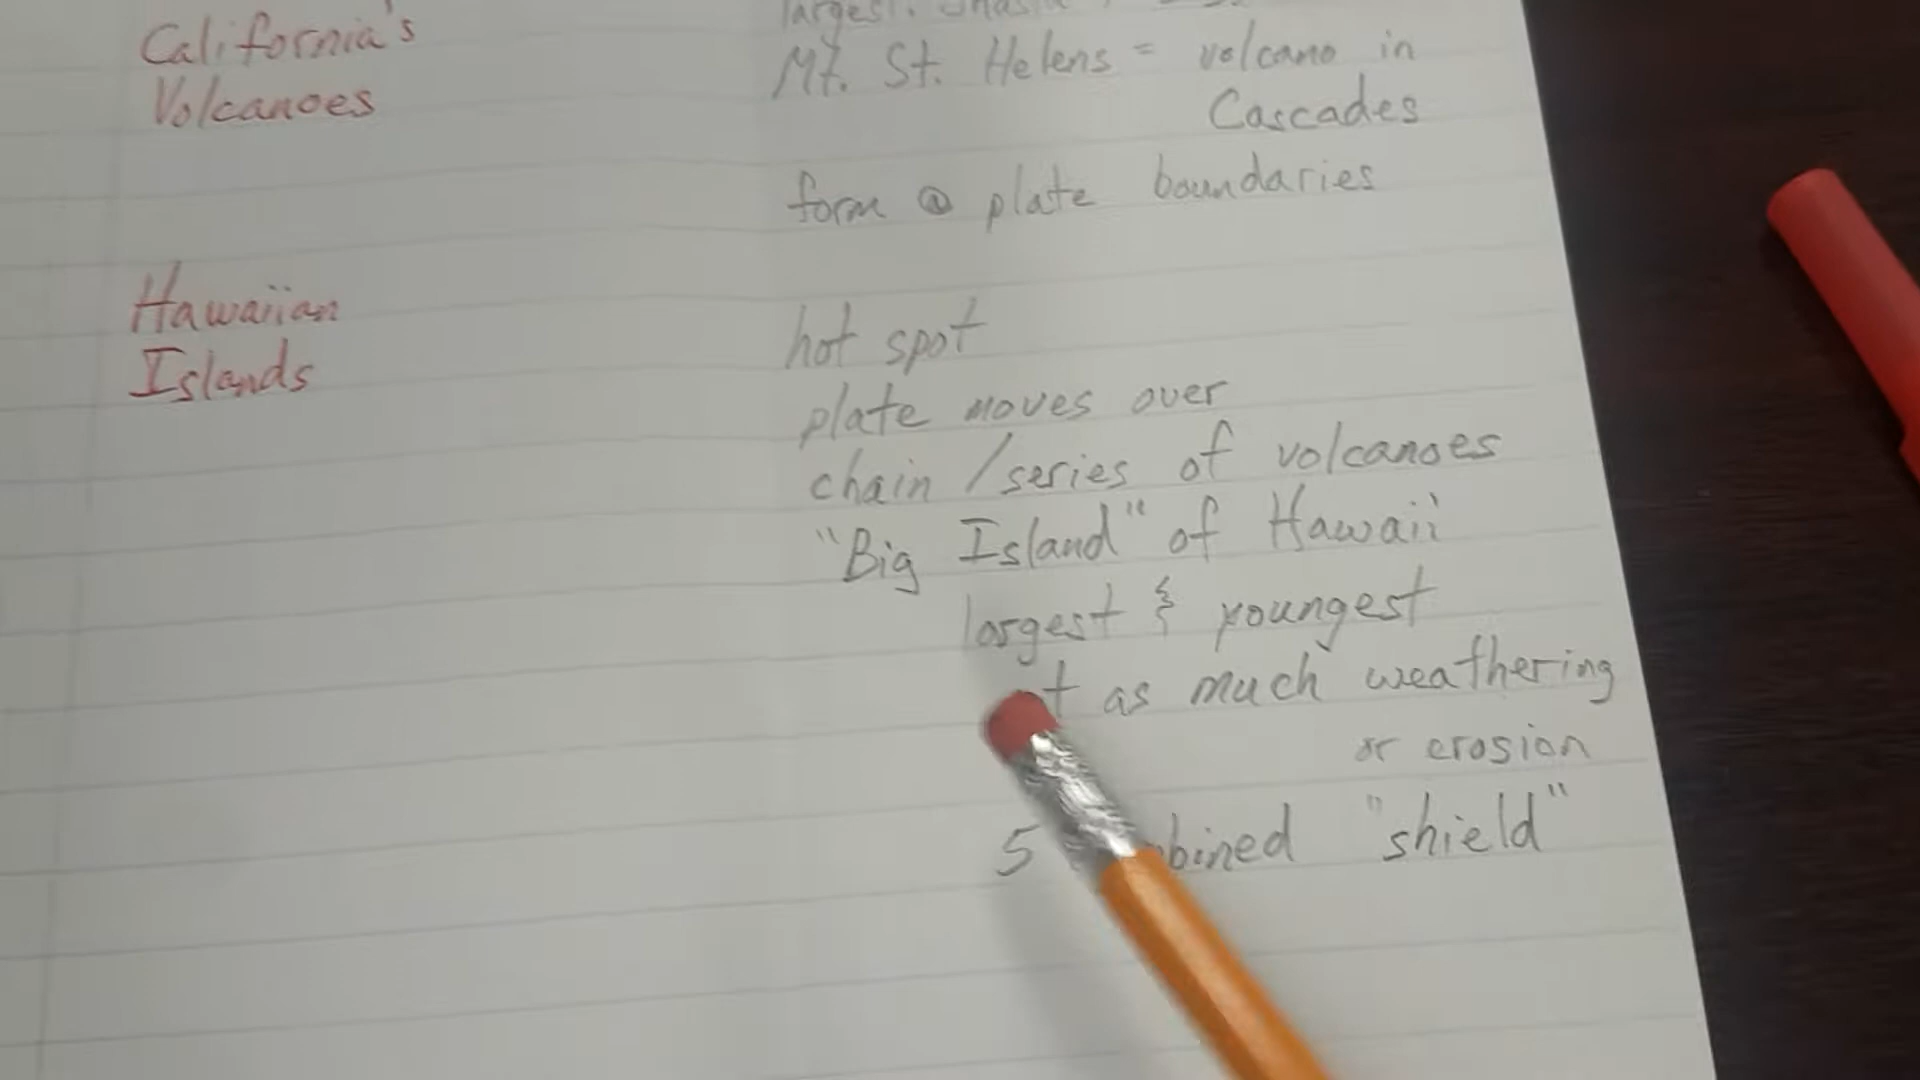 California's
Volcanoes
largest:
Mt. St. Helens = volcano in
Cascades
form @ plate boundaries
Hawaiian
Islands
hot spot
plate moves over
chain / series of volcanoes
"Big Island" of Hawaii
largest & youngest
as much weathering
or erosion
5 "shield"